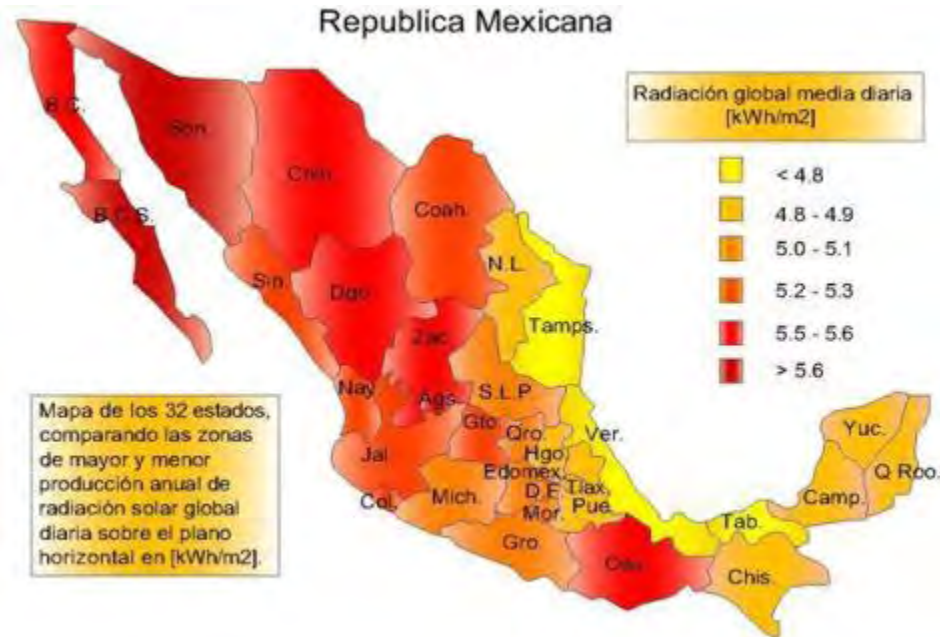 Republica Mexicana
Radiación global media diaria
[kWh/m2]
< 4.8
4.8 - 4.9
5.0 - 5.1
5.2 - 5.3
5.5 - 5.6
> 5.6
B.C.
Son.
B.C.S.
Chih.
Coah.
N.L.
Sin.
Dgo.
Tamps.
Zac.
Nay.
Ags.
S.L.P.
Gto.
Qro.
Ver.
Hgo.
Jal.
Edomex.
Col.
Mich.
D.F.
Tlax.
Mor.
Pue.
Gro.
Oax.
Tab.
Chis.
Yuc.
Q Roo.
Camp.
Mapa de los 32 estados,
comparando las zonas
de mayor y menor
producción anual de
radiación solar global
diaria sobre el plano
horizontal en [kWh/m2].